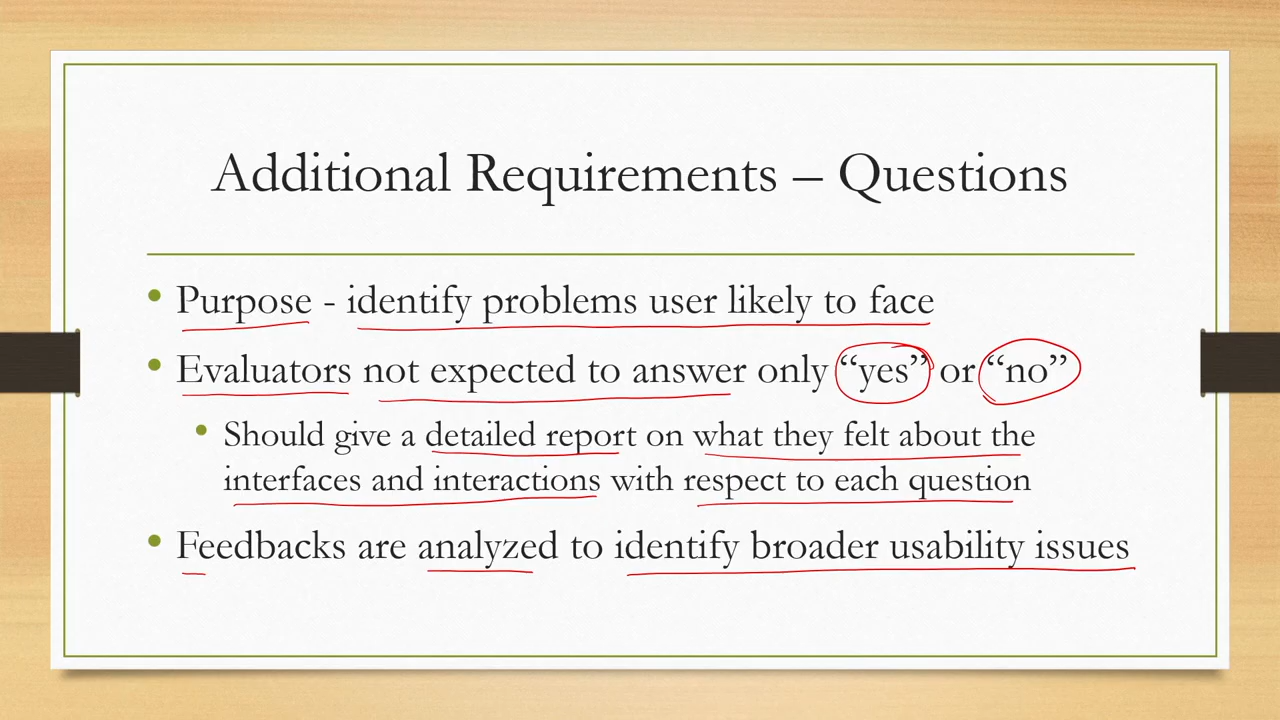 Additional Requirements – Questions
• Purpose - identify problems user likely to face
• Evaluators not expected to answer only “yes” or “no”
• Should give a detailed report on what they felt about the
interfaces and interactions with respect to each question
• Feedbacks are analyzed to identify broader usability issues